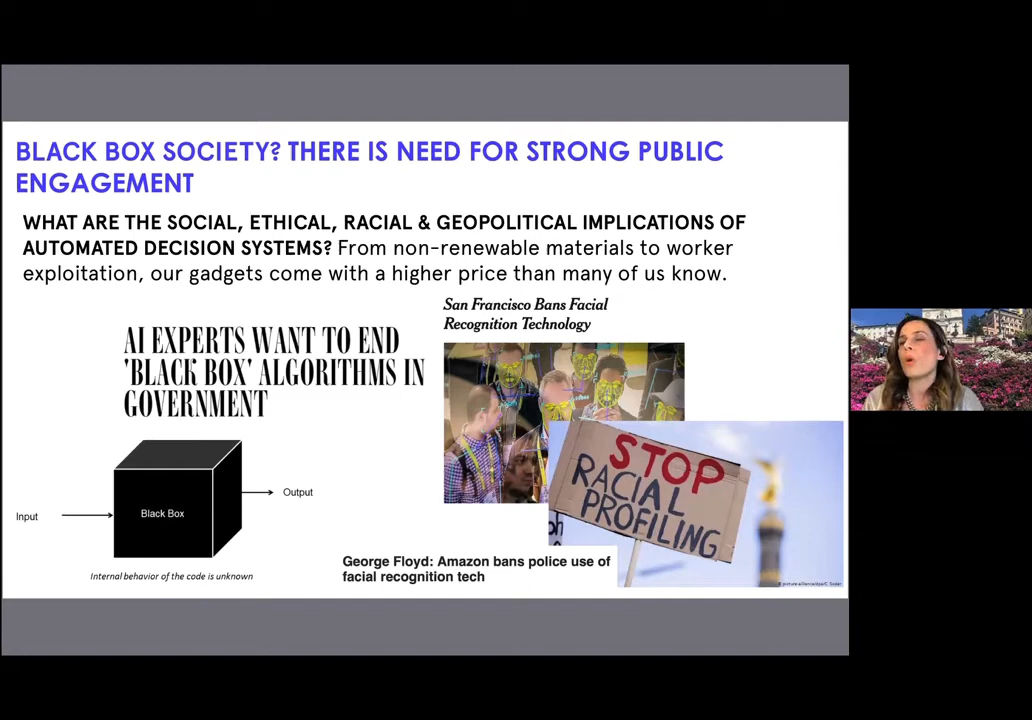 BLACK BOX SOCIETY? THERE IS NEED FOR STRONG PUBLIC
ENGAGEMENT
WHAT ARE THE SOCIAL, ETHICAL, RACIAL & GEOPOLITICAL IMPLICATIONS OF
AUTOMATED DECISION SYSTEMS? From non-renewable materials to worker
exploitation, our gadgets come with a higher price than many of us know.
San Francisco Bans Facial
Recognition Technology
AI EXPERTS WANT TO END
'BLACK BOX' ALGORITHMS IN
GOVERNMENT
Input
Black Box
Output
Internal behavior of the code is unknown
STOP
RACIAL
PROFILING
George Floyd: Amazon bans police use of
facial recognition tech